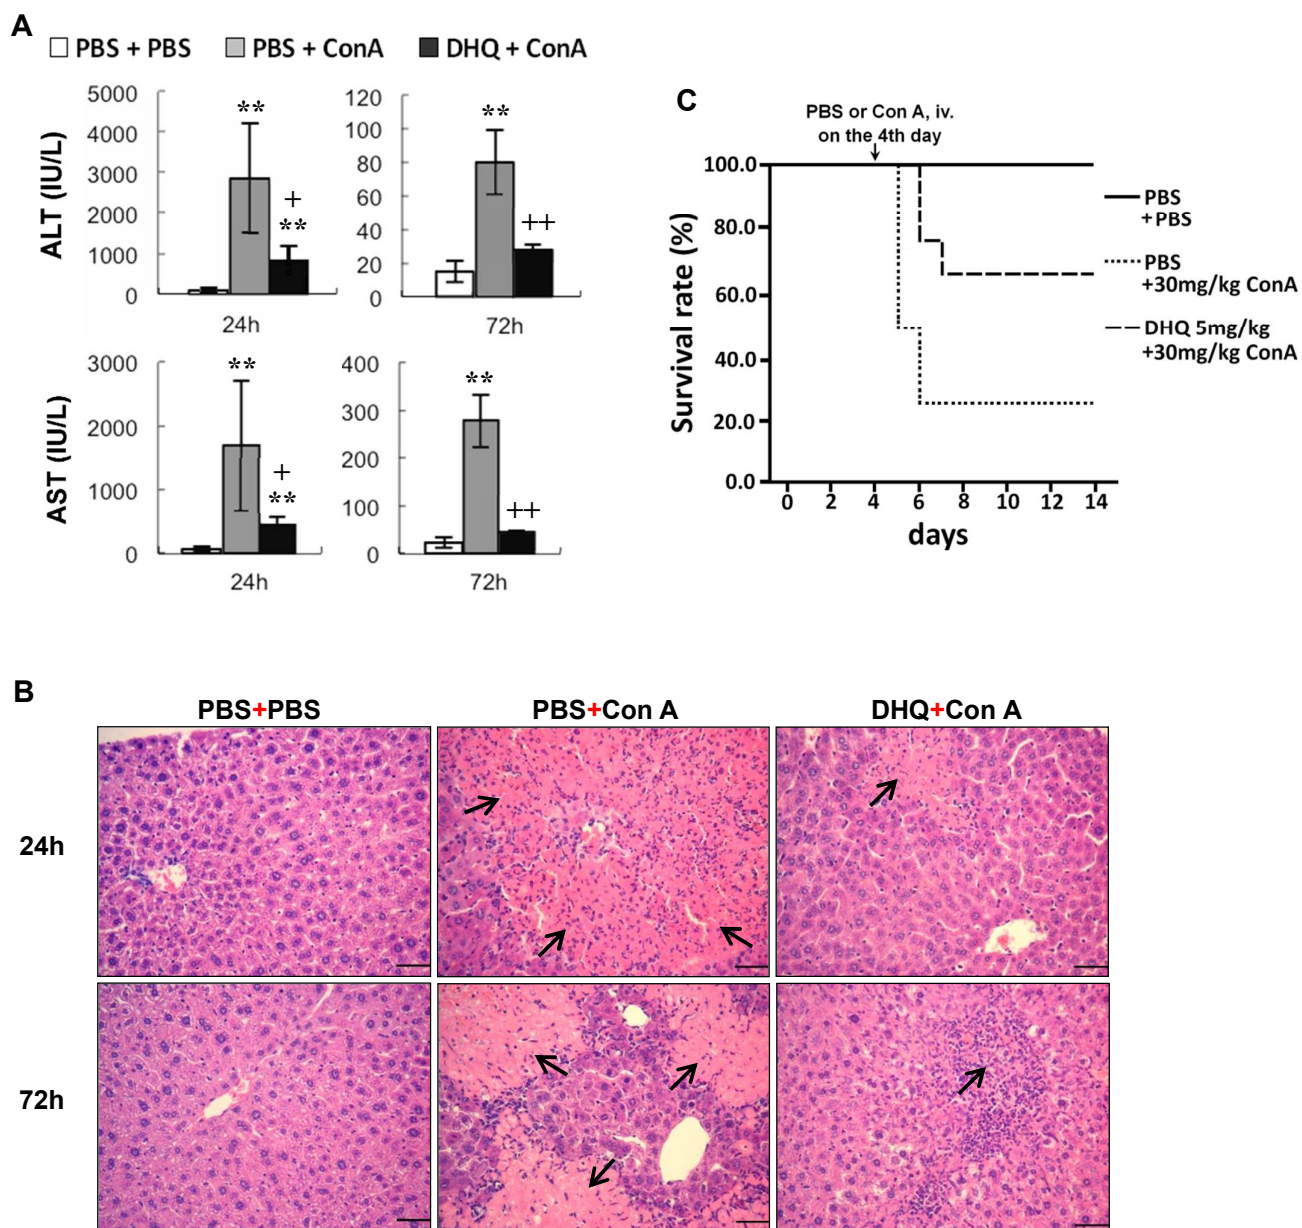 A
PBS + PBS
PBS + ConA
DHQ + ConA
ALT (IU/L)
5000
4000
3000
2000
1000
0
**
+
**
24h
120
100
80
60
40
20
0
**
++
72h
AST (IU/L)
3000
2000
1000
0
**
+
**
24h
400
300
200
100
0
**
++
72h
C
PBS or Con A, iv.
on the 4th day
Survival rate (%)
100.0
80.0
60.0
40.0
20.0
0.0
0 2 4 6 8 10 12 14
days
PBS
+PBS
PBS
+30mg/kg ConA
DHQ 5mg/kg
+30mg/kg ConA
B
PBS+PBS
PBS+Con A
DHQ+Con A
24h
72h